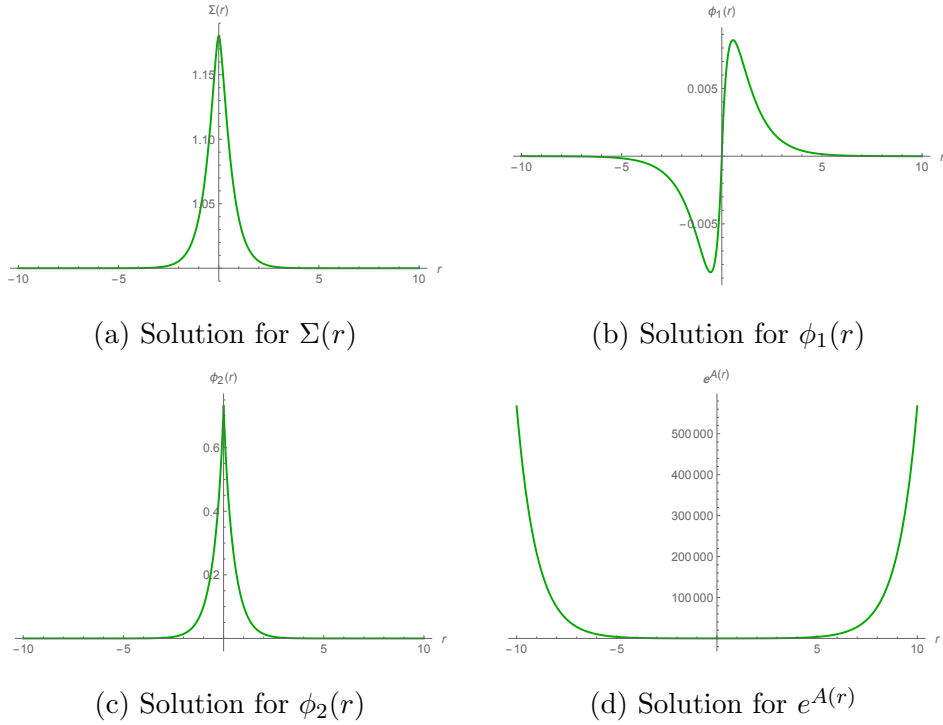 Σ(r)
1.15
1.10
1.05
-10
-5
5
10
r
(a) Solution for Σ(r)
ϕ₁(r)
0.005
-10
-5
5
10
r
-0.005
(b) Solution for ϕ₁(r)
ϕ₂(r)
0.6
0.4
0.2
-10
-5
5
10
r
(c) Solution for ϕ₂(r)
e^A(r)
500 000
400 000
300 000
200 000
100 000
-10
-5
5
10
r
(d) Solution for e^A(r)